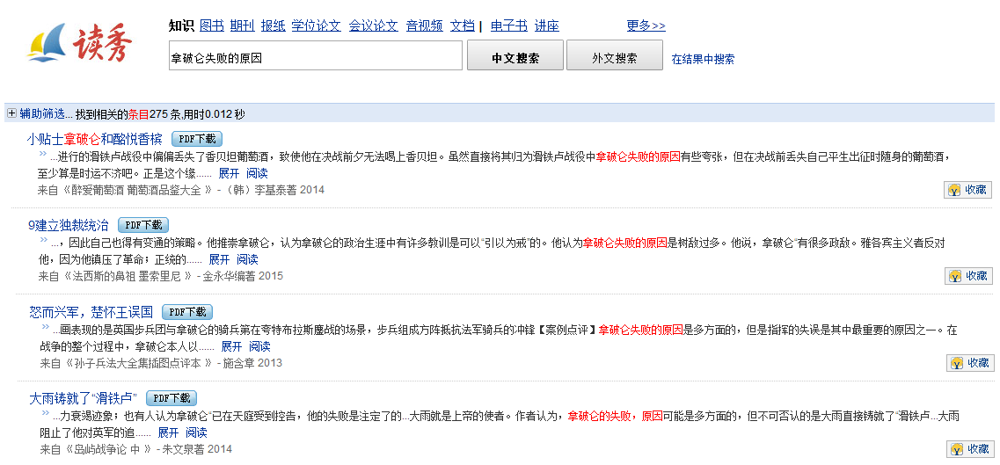 读秀
知识 图书 期刊 报纸 学位论文 会议论文 音视频 文档 | 电子书 讲座 更多>>
拿破仑失败的原因 中文搜索 外文搜索 在结果中搜索
辅助筛选... 找到相关的条目275 条,用时0.012 秒
小贴士拿破仑和酩悦香槟 PDF下载
...进行的滑铁卢战役中偏偏丢失了香贝坦葡萄酒，致使他在决战前夕无法喝上香贝坦。虽然直接将其归为滑铁卢战役中拿破仑失败的原因有些夸张，但在决战前丢失自己平生出征时随身的葡萄酒，
至少算是时运不济吧。正是这个缘...... 展开 阅读
来自《 醉爱葡萄酒 葡萄酒品鉴大全 》 - （韩）李基泰著 2014 收藏
9建立独裁统治 PDF下载
...，因此自己也得有变通的策略。他推崇拿破仑，认为拿破仑的政治生涯中有许多教训是可以“引以为戒”的。他认为拿破仑失败的原因是树敌过多。他说，拿破仑“有很多政敌。雅各宾主义者反对
他，因为他镇压了革命；正统的...... 展开 阅读
来自《 法西斯的鼻祖 墨索里尼 》 - 金永华编著 2015 收藏
怒而兴军，楚怀王误国 PDF下载
...画表现的是英国步兵团与拿破仑的骑兵第在夸特布拉斯鏖战的场景，步兵组成方阵抵抗法军骑兵的冲锋【案例点评】拿破仑失败的原因是多方面的，但是指挥的失误是其中最重要的原因之一。在
战争的整个过程中，拿破仑本人以...... 展开 阅读
来自《 孙子兵法大全集插图点评本 》 - 施含章 2013 收藏
大雨铸就了“滑铁卢” PDF下载
...力衰竭迹象；也有人认为拿破仑“已在天庭受到控告，他的失败是注定了的...大雨就是上帝的使者。作者认为，拿破仑的失败，原因可能是多方面的，但不可否认的是大雨直接铸就了“滑铁卢...大雨
阻止了他对英军的追...... 展开 阅读
来自《 岛屿战争论 中 》 - 朱文泉著 2014 收藏